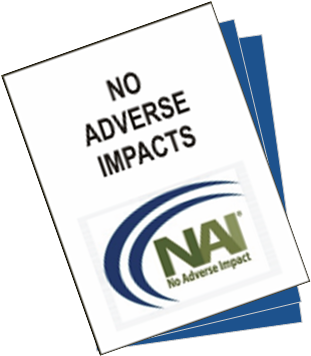 NO
ADVERSE
IMPACTS
NAI®
No Adverse Impact